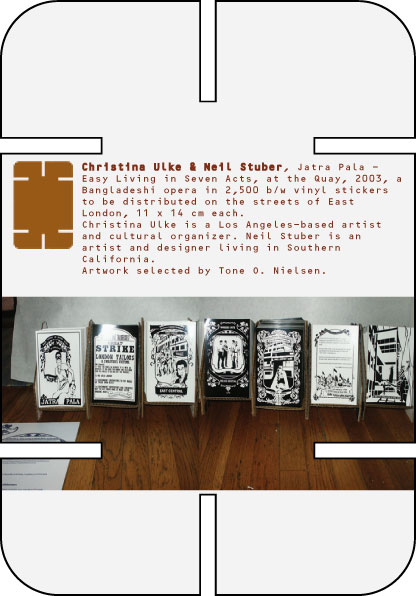 Christina Ulke & Neil Stuber, Jatra Pala –
Easy Living in Seven Acts, at the Quay, 2003, a
Bangladeshi opera in 2,500 b/w vinyl stickers
to be distributed on the streets of East
London, 11 x 14 cm each.
Christina Ulke is a Los Angeles-based artist
and cultural organizer. Neil Stuber is an
artist and designer living in Southern
California.
Artwork selected by Tone O. Nielsen.
JATRA PALA
STRIKE
LONDON TAILORS
EAST CENTRAL